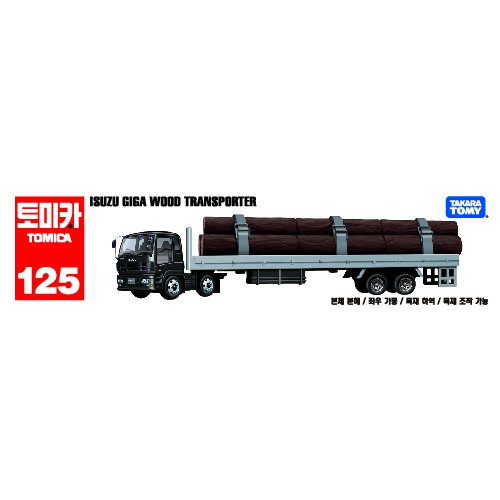 토미카
TOMICA
125
ISUZU GIGA WOOD TRANSPORTER
TAKARA
TOMY
본체 분해 / 좌우 가동 / 목재 하역 / 목재 조작 가능